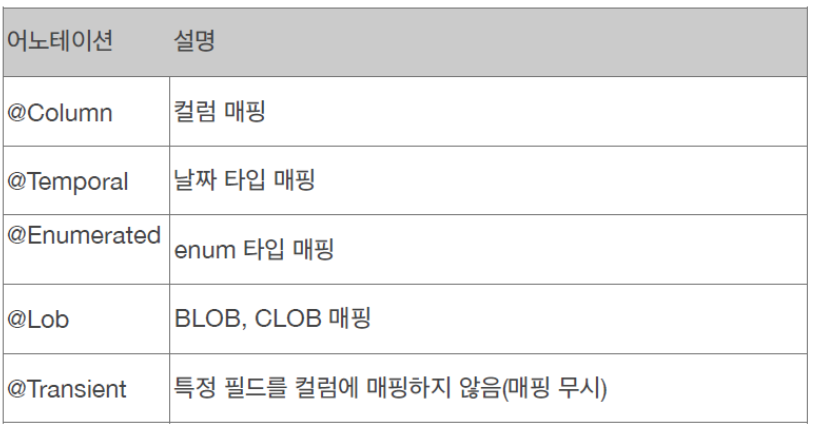 어노테이션 설명
@Column 컬럼 매핑
@Temporal 날짜 타입 매핑
@Enumerated enum 타입 매핑
@Lob BLOB, CLOB 매핑
@Transient 특정 필드를 컬럼에 매핑하지 않음(매핑 무시)